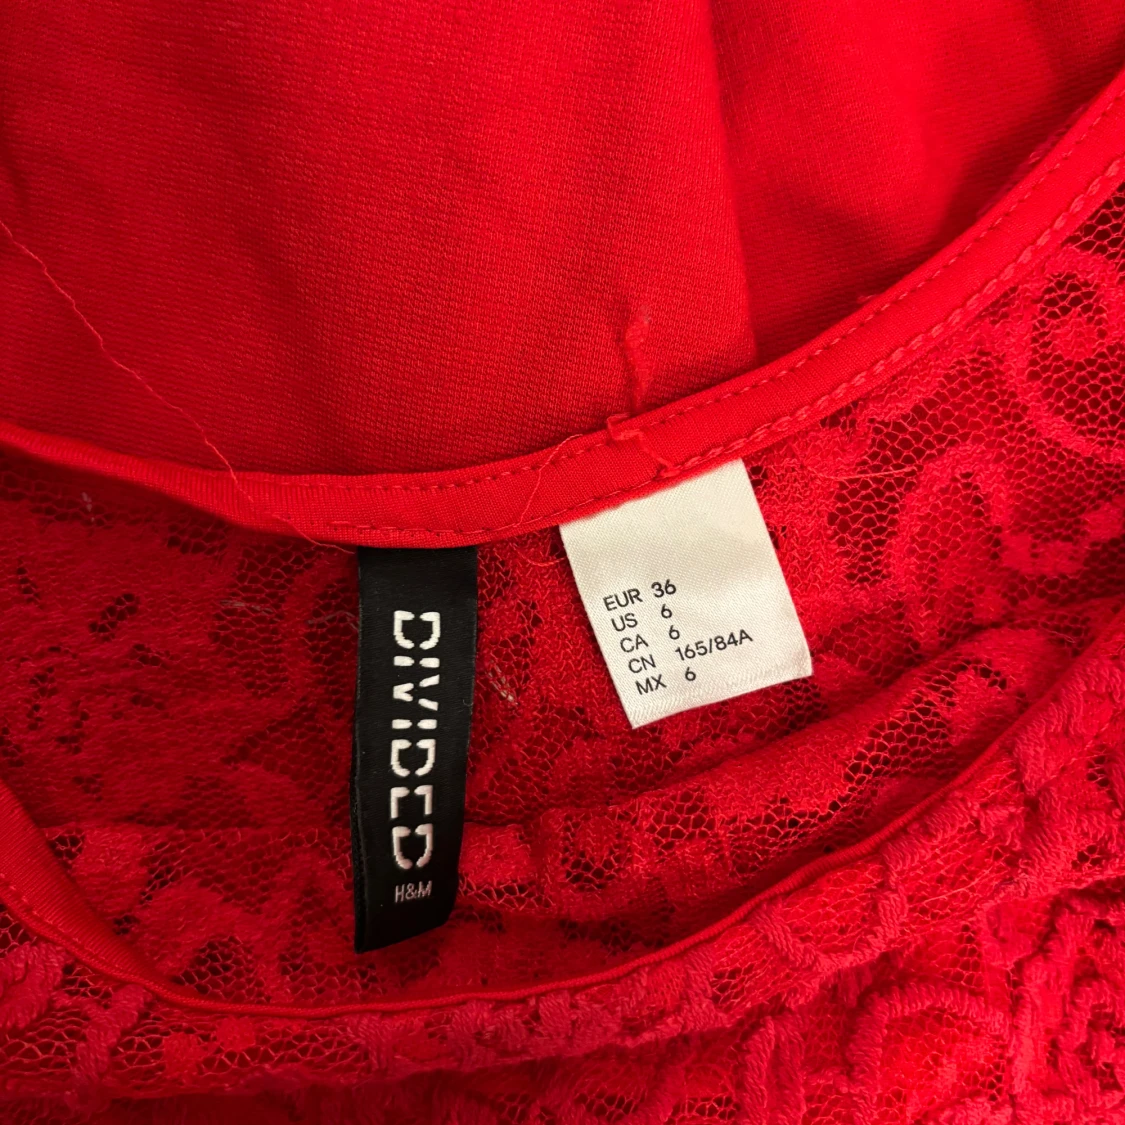 DIVIDED
H&M
EUR 36
US 6
CA 6
CN 165/84A
MX 6